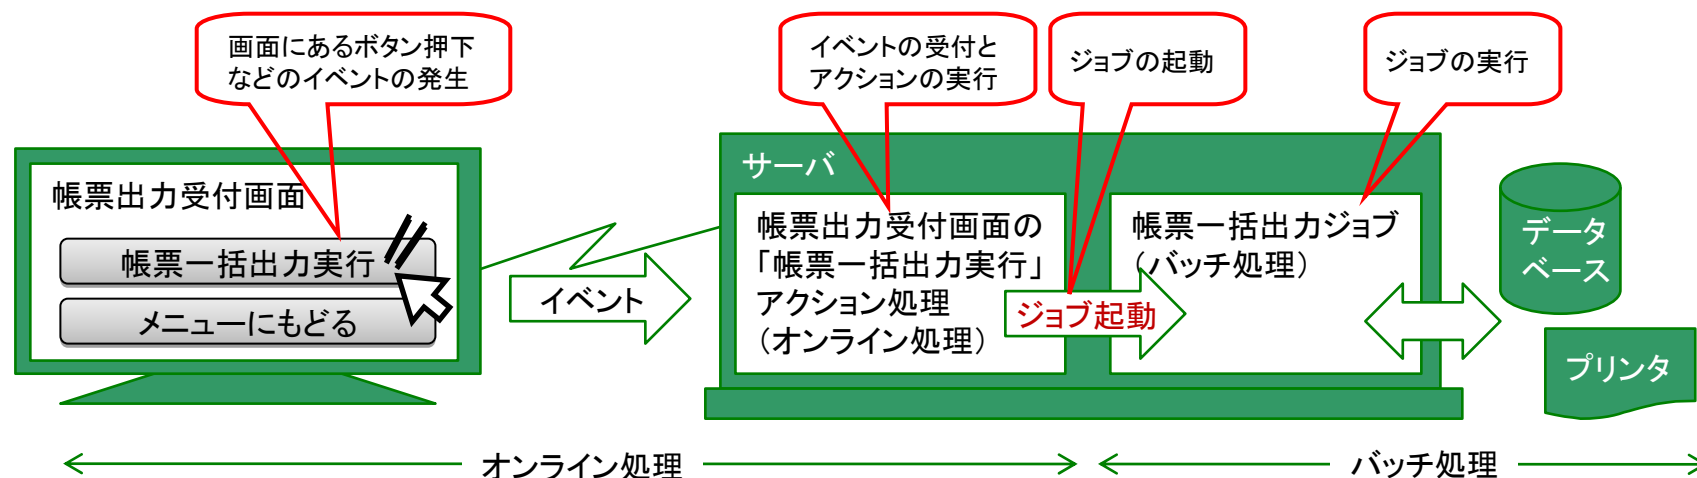 画面にあるボタン押下
などのイベントの発生
イベントの受付と
アクションの実行
ジョブの起動
ジョブの実行
帳票出力受付画面
帳票一括出力実行
メニューにもどる
イベント
サーバ
帳票出力受付画面の
「帳票一括出力実行」
アクション処理
（オンライン処理）
ジョブ起動
帳票一括出力ジョブ
（バッチ処理）
データ
ベース
プリンタ
オンライン処理
バッチ処理